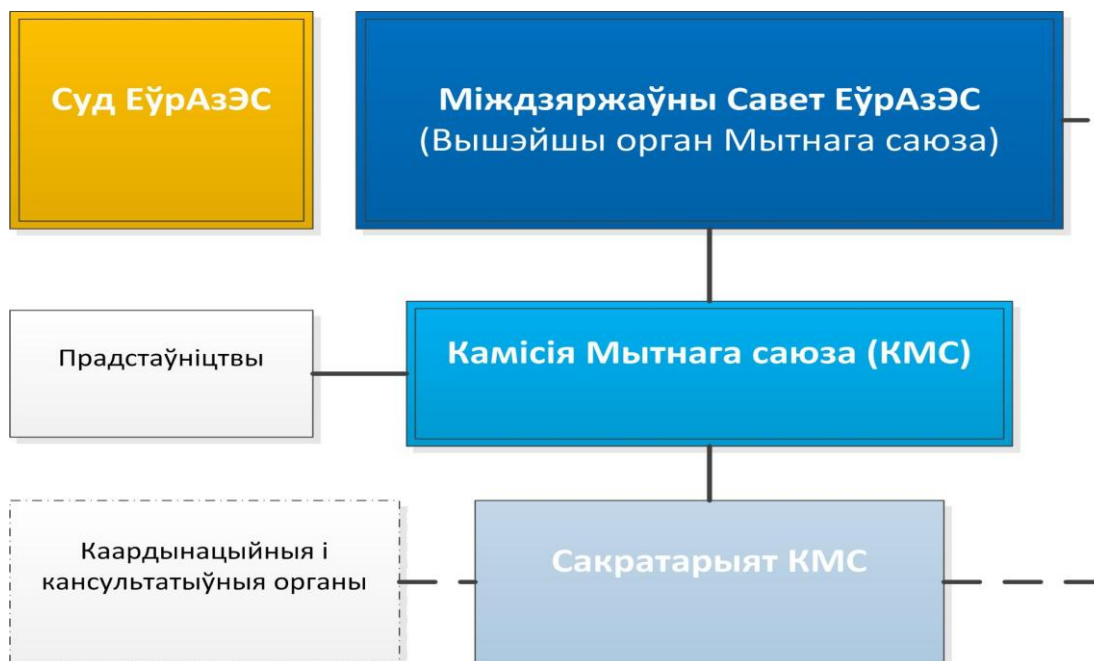 Суд ЕўрАзЭС
Міждзяржаўны Савет ЕўрАзЭС
(Вышэйшы орган Мытнага саюза)
Прадстаўніцтвы
Камісія Мытнага саюза (КМС)
Каардынацыйныя і
кансультатыўныя органы
Сакратарыят КМС